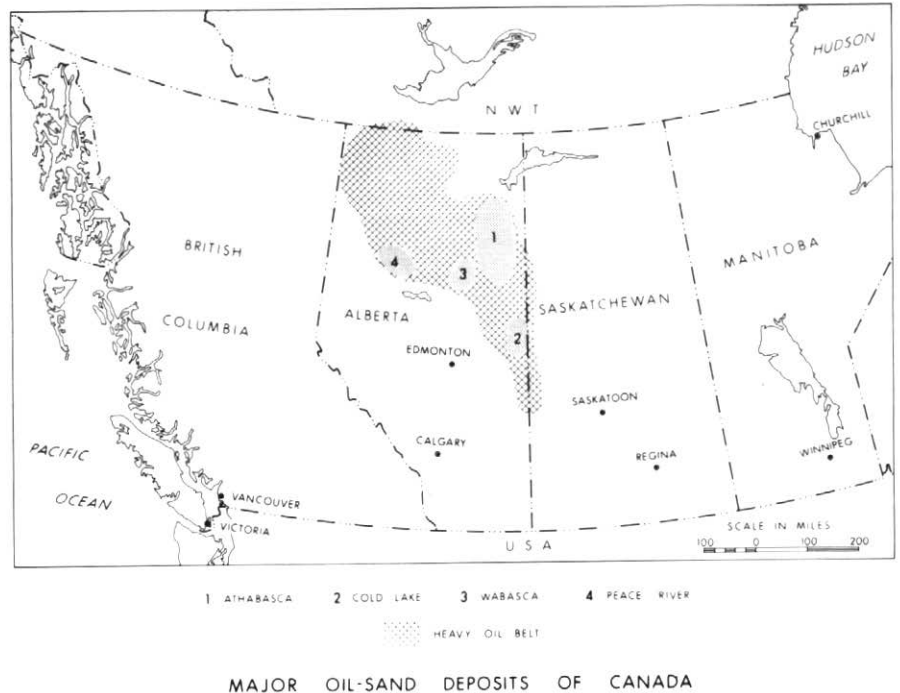 HUDSON
BAY
N W T
CHURCHILL
1
BRITISH
MANITOBA
4
3
COLUMBIA
ALBERTA
SASKATCHEWAN
2
EDMONTON
SASKATOON
CALGARY
REGINA
WINNIPEG
PACIFIC
OCEAN
VANCOUVER
VICTORIA
U S A
SCALE IN MILES
100 0 100 200
1 ATHABASCA 2 COLD LAKE 3 WABASCA 4 PEACE RIVER
HEAVY OIL BELT
MAJOR OIL-SAND DEPOSITS OF CANADA